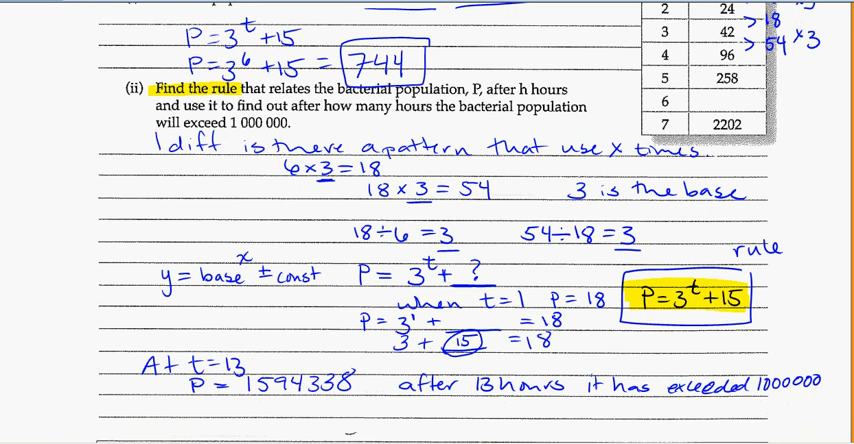 2 24
> 18
P = 3^t + 15
3 42
> 54 × 3
P = 3^6 + 15 = 744
4 96
(ii) Find the rule that relates the bacterial population, P, after h hours
5 258
and use it to find out after how many hours the bacterial population
6
will exceed 1 000 000.
7 2202
1 diff is there a pattern that use × times.
6 × 3 = 18
18 × 3 = 54 3 is the base
18 ÷ 6 = 3 54 ÷ 18 = 3
rule
y = base^x ± const P = 3^t + ?
P = 3^t + 15
when t = 1 P = 18
P = 3^1 + __ = 18
3 + 15 = 18
At t = 13
P = 1594338 after 13 hours it has exceeded 1000000